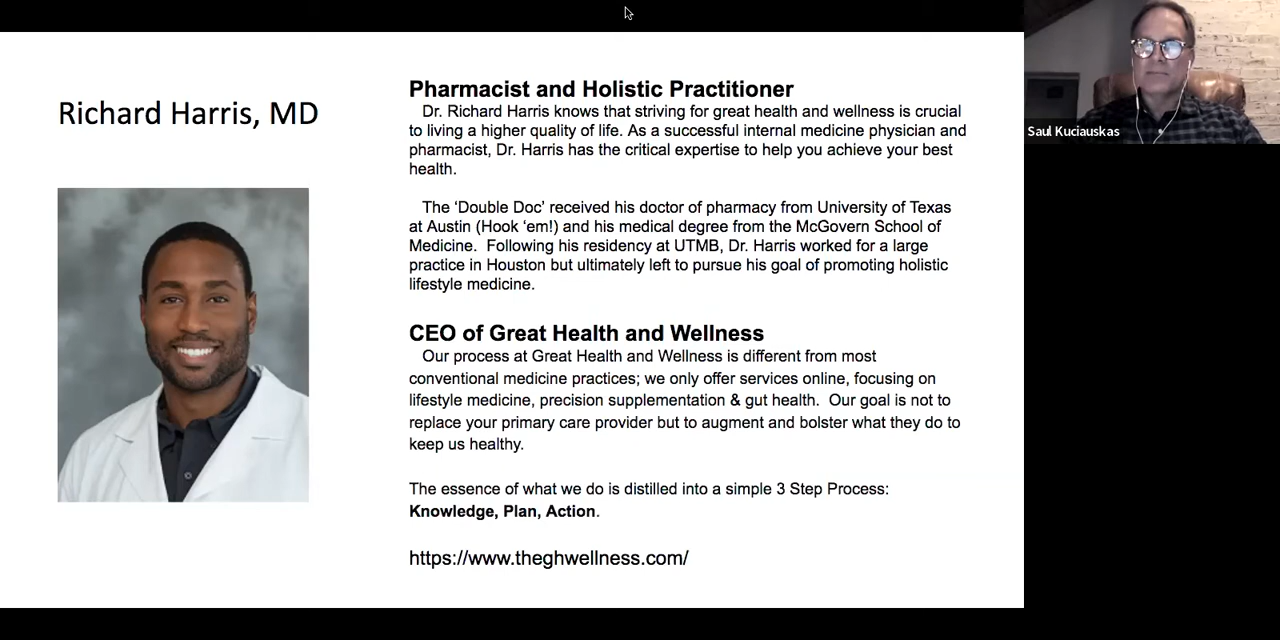 Richard Harris, MD
Pharmacist and Holistic Practitioner
Dr. Richard Harris knows that striving for great health and wellness is crucial
to living a higher quality of life. As a successful internal medicine physician and
pharmacist, Dr. Harris has the critical expertise to help you achieve your best
health.
The ‘Double Doc’ received his doctor of pharmacy from University of Texas
at Austin (Hook ‘em!) and his medical degree from the McGovern School of
Medicine. Following his residency at UTMB, Dr. Harris worked for a large
practice in Houston but ultimately left to pursue his goal of promoting holistic
lifestyle medicine.
CEO of Great Health and Wellness
Our process at Great Health and Wellness is different from most
conventional medicine practices; we only offer services online, focusing on
lifestyle medicine, precision supplementation & gut health. Our goal is not to
replace your primary care provider but to augment and bolster what they do to
keep us healthy.
The essence of what we do is distilled into a simple 3 Step Process:
Knowledge, Plan, Action.
https://www.theghwellness.com/
Saul Kuciauskas